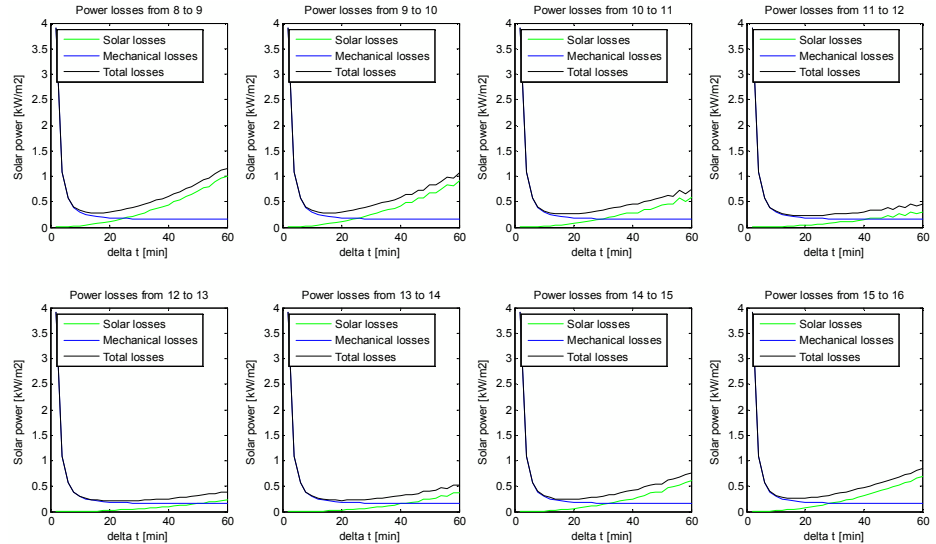 Power losses from 8 to 9
Solar power [kW/m2]
4
3.5
3
2.5
2
1.5
1
0.5
0
Solar losses
Mechanical losses
Total losses
0 20 40 60
delta t [min]
Power losses from 9 to 10
Solar power [kW/m2]
4
3.5
3
2.5
2
1.5
1
0.5
0
Solar losses
Mechanical losses
Total losses
0 20 40 60
delta t [min]
Power losses from 10 to 11
Solar power [kW/m2]
4
3.5
3
2.5
2
1.5
1
0.5
0
Solar losses
Mechanical losses
Total losses
0 20 40 60
delta t [min]
Power losses from 11 to 12
Solar power [kW/m2]
4
3.5
3
2.5
2
1.5
1
0.5
0
Solar losses
Mechanical losses
Total losses
0 20 40 60
delta t [min]
Power losses from 12 to 13
Solar power [kW/m2]
4
3.5
3
2.5
2
1.5
1
0.5
0
Solar losses
Mechanical losses
Total losses
0 20 40 60
delta t [min]
Power losses from 13 to 14
Solar power [kW/m2]
4
3.5
3
2.5
2
1.5
1
0.5
0
Solar losses
Mechanical losses
Total losses
0 20 40 60
delta t [min]
Power losses from 14 to 15
Solar power [kW/m2]
4
3.5
3
2.5
2
1.5
1
0.5
0
Solar losses
Mechanical losses
Total losses
0 20 40 60
delta t [min]
Power losses from 15 to 16
Solar power [kW/m2]
4
3.5
3
2.5
2
1.5
1
0.5
0
Solar losses
Mechanical losses
Total losses
0 20 40 60
delta t [min]